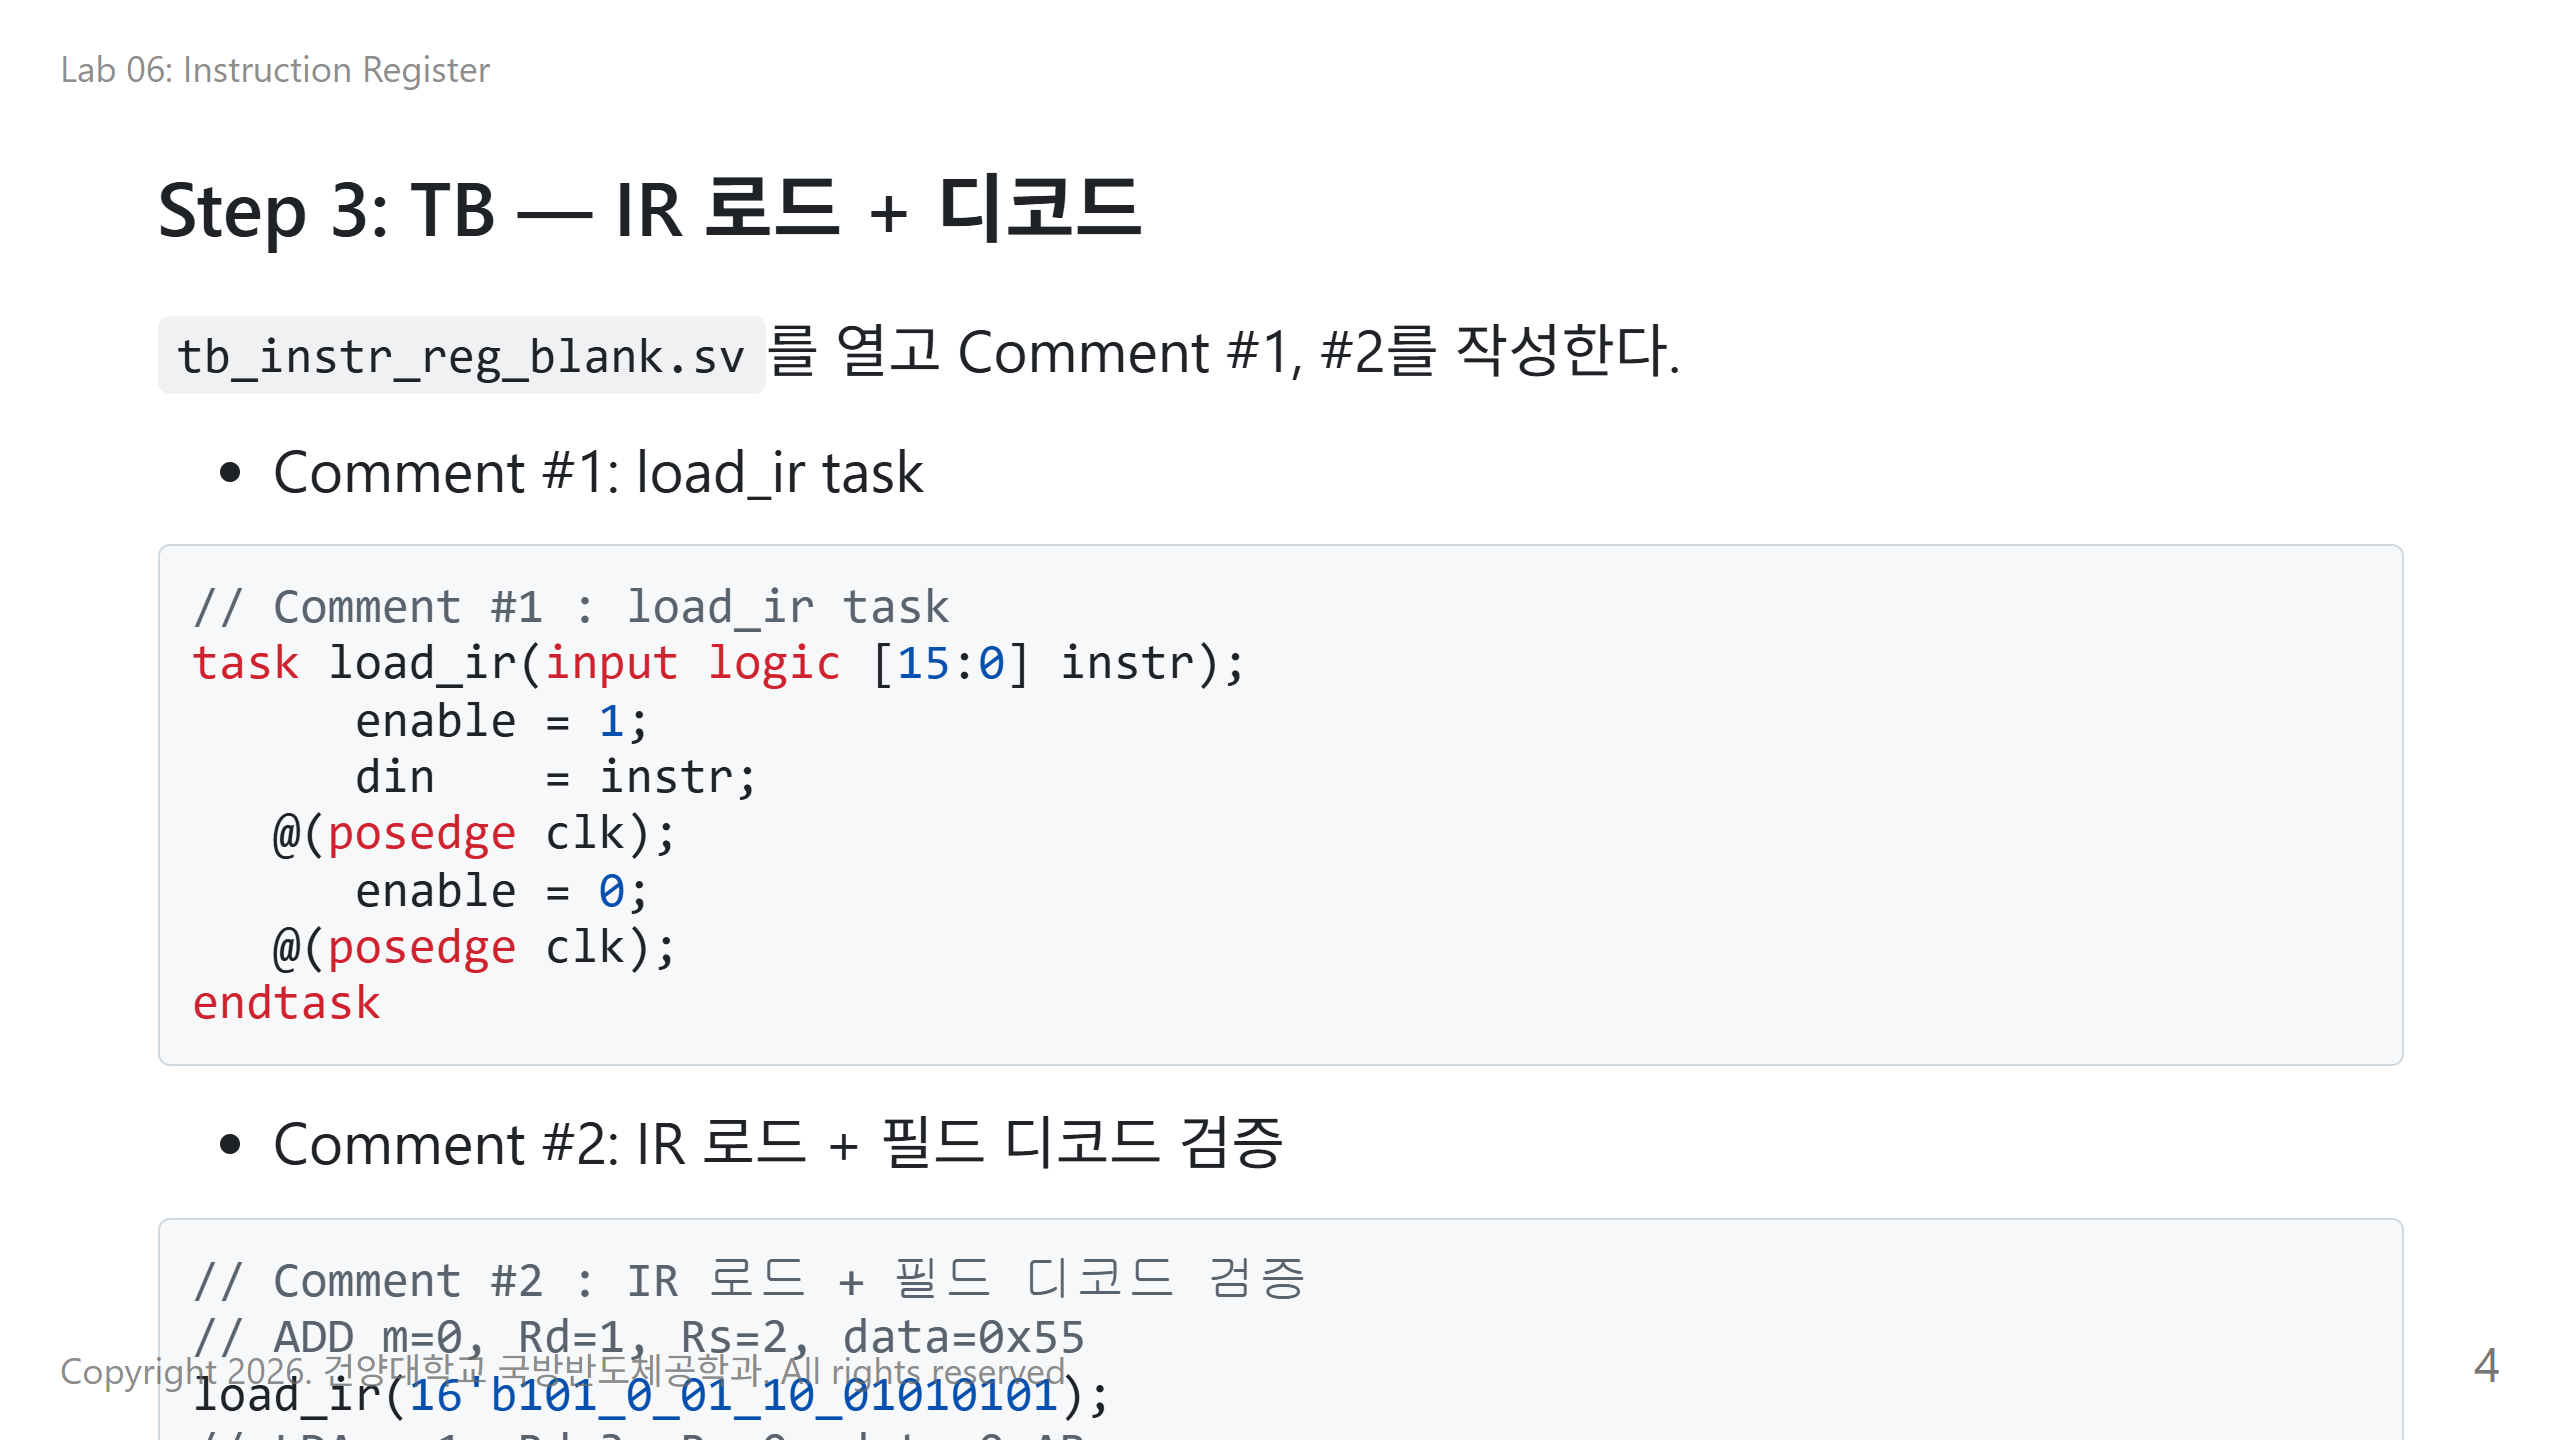 Lab 06: Instruction Register
Step 3: TB — IR 로드 + 디코드
tb_instr_reg_blank.sv를 열고 Comment #1, #2를 작성한다.
• Comment #1: load_ir task
// Comment #1 : load_ir task
task load_ir(input logic [15:0] instr);
      enable = 1;
      din    = instr;
   @(posedge clk);
      enable = 0;
   @(posedge clk);
endtask
• Comment #2: IR 로드 + 필드 디코드 검증
// Comment #2 : IR 로드 + 필드 디코드 검증
// ADD m=0, Rd=1, Rs=2, data=0x55
load_ir(16'b101_0_01_10_01010101);
Copyright 2026. 건양대학교 국방반도체공학과. All rights reserved
4